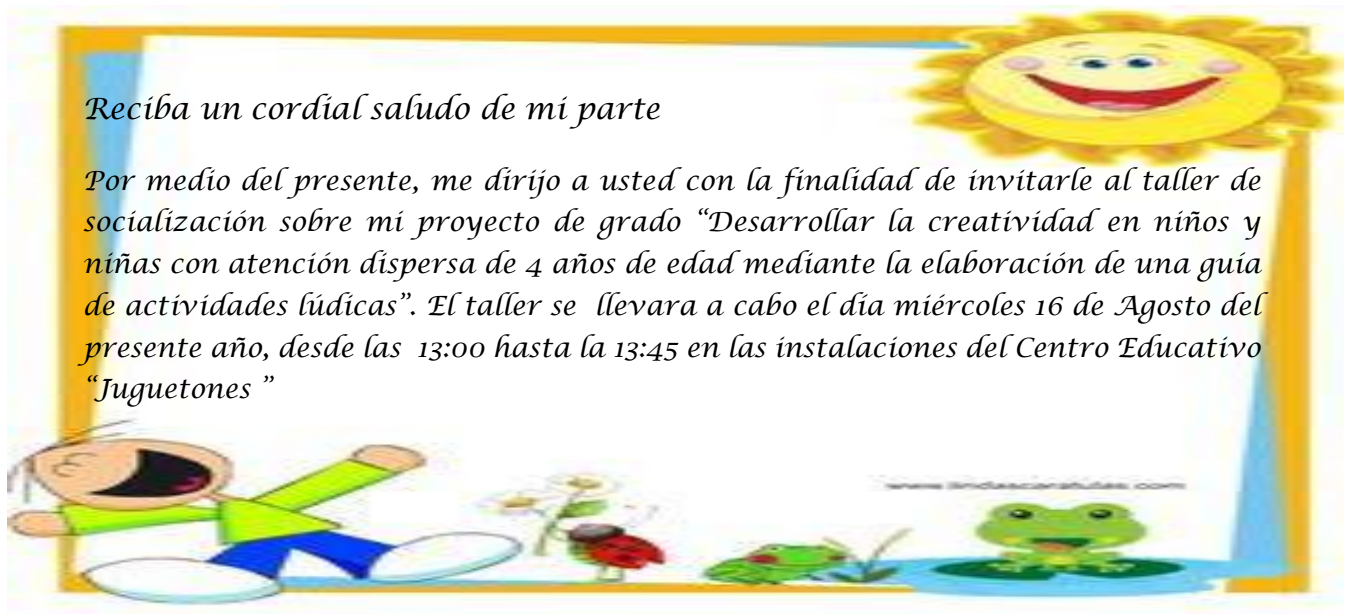 Reciba un cordial saludo de mi parte
Por medio del presente, me dirijo a usted con la finalidad de invitarle al taller de
socialización sobre mi proyecto de grado “Desarrollar la creatividad en niños y
niñas con atención dispersa de 4 años de edad mediante la elaboración de una guía
de actividades lúdicas”. El taller se llevara a cabo el día miércoles 16 de Agosto del
presente año, desde las 13:00 hasta la 13:45 en las instalaciones del Centro Educativo
“Juguetones ”
www.lindascaratulas.com